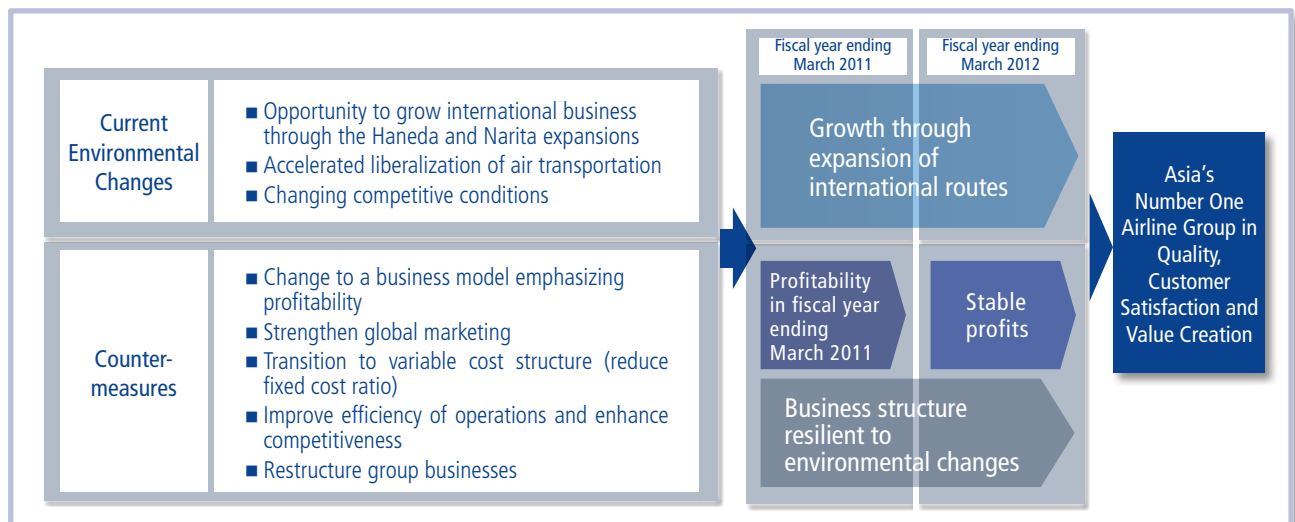 Current
Environmental
Changes
■ Opportunity to grow international business
through the Haneda and Narita expansions
■ Accelerated liberalization of air transportation
■ Changing competitive conditions
Counter-
measures
■ Change to a business model emphasizing
profitability
■ Strengthen global marketing
■ Transition to variable cost structure (reduce
fixed cost ratio)
■ Improve efficiency of operations and enhance
competitiveness
■ Restructure group businesses
Fiscal year ending
March 2011
Fiscal year ending
March 2012
Growth through
expansion of
international routes
Profitability
in fiscal year
ending
March 2011
Stable
profits
Business structure
resilient to
environmental changes
Asia's
Number One
Airline Group in
Quality,
Customer
Satisfaction and
Value Creation